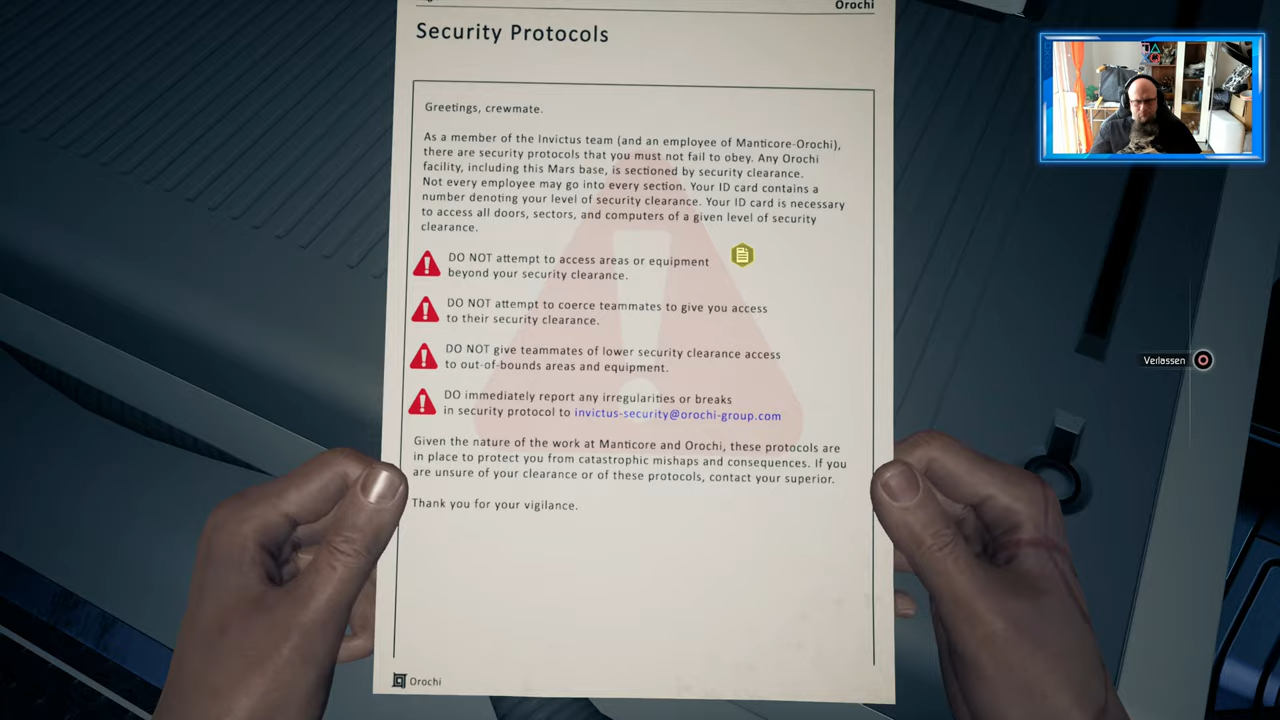 Orochi
Security Protocols
Greetings, crewmate.
As a member of the Invictus team (and an employee of Manticore-Orochi),
there are security protocols that you must not fail to obey. Any Orochi
facility, including this Mars base, is sectioned by security clearance.
Not every employee may go into every section. Your ID card contains a
number denoting your level of security clearance. Your ID card is necessary
to access all doors, sectors, and computers of a given level of security
clearance.
DO NOT attempt to access areas or equipment
beyond your security clearance.
DO NOT attempt to coerce teammates to give you access
to their security clearance.
DO NOT give teammates of lower security clearance access
to out-of-bounds areas and equipment.
DO immediately report any irregularities or breaks
in security protocol to invictus-security@orochi-group.com
Given the nature of the work at Manticore and Orochi, these protocols are
in place to protect you from catastrophic mishaps and consequences. If you
are unsure of your clearance or of these protocols, contact your superior.
Thank you for your vigilance.
Orochi
Verlassen